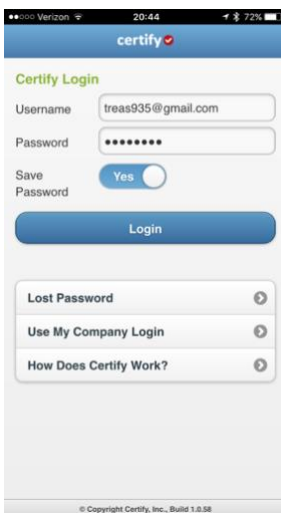 Verizon 20:44 72%
certify
Certify Login
Username treas935@gmail.com
Password ••••••••
Save Password Yes
Login
Lost Password
Use My Company Login
How Does Certify Work?
© Copyright Certify, Inc., Build 1.0.58